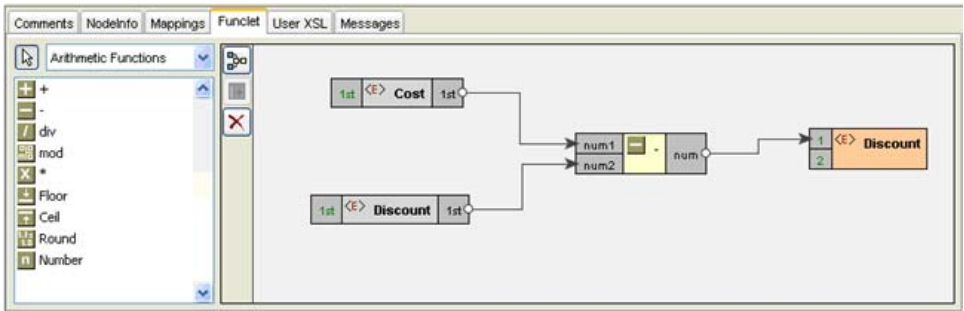 Comments NodeInfo Mappings Funclet User XSL Messages
Arithmetic Functions
+
-
div
mod
*
Floor
Ceil
Round
Number
1st <E> Cost 1st
num1 - num
num2
1 <E> Discount
2
1st <E> Discount 1st